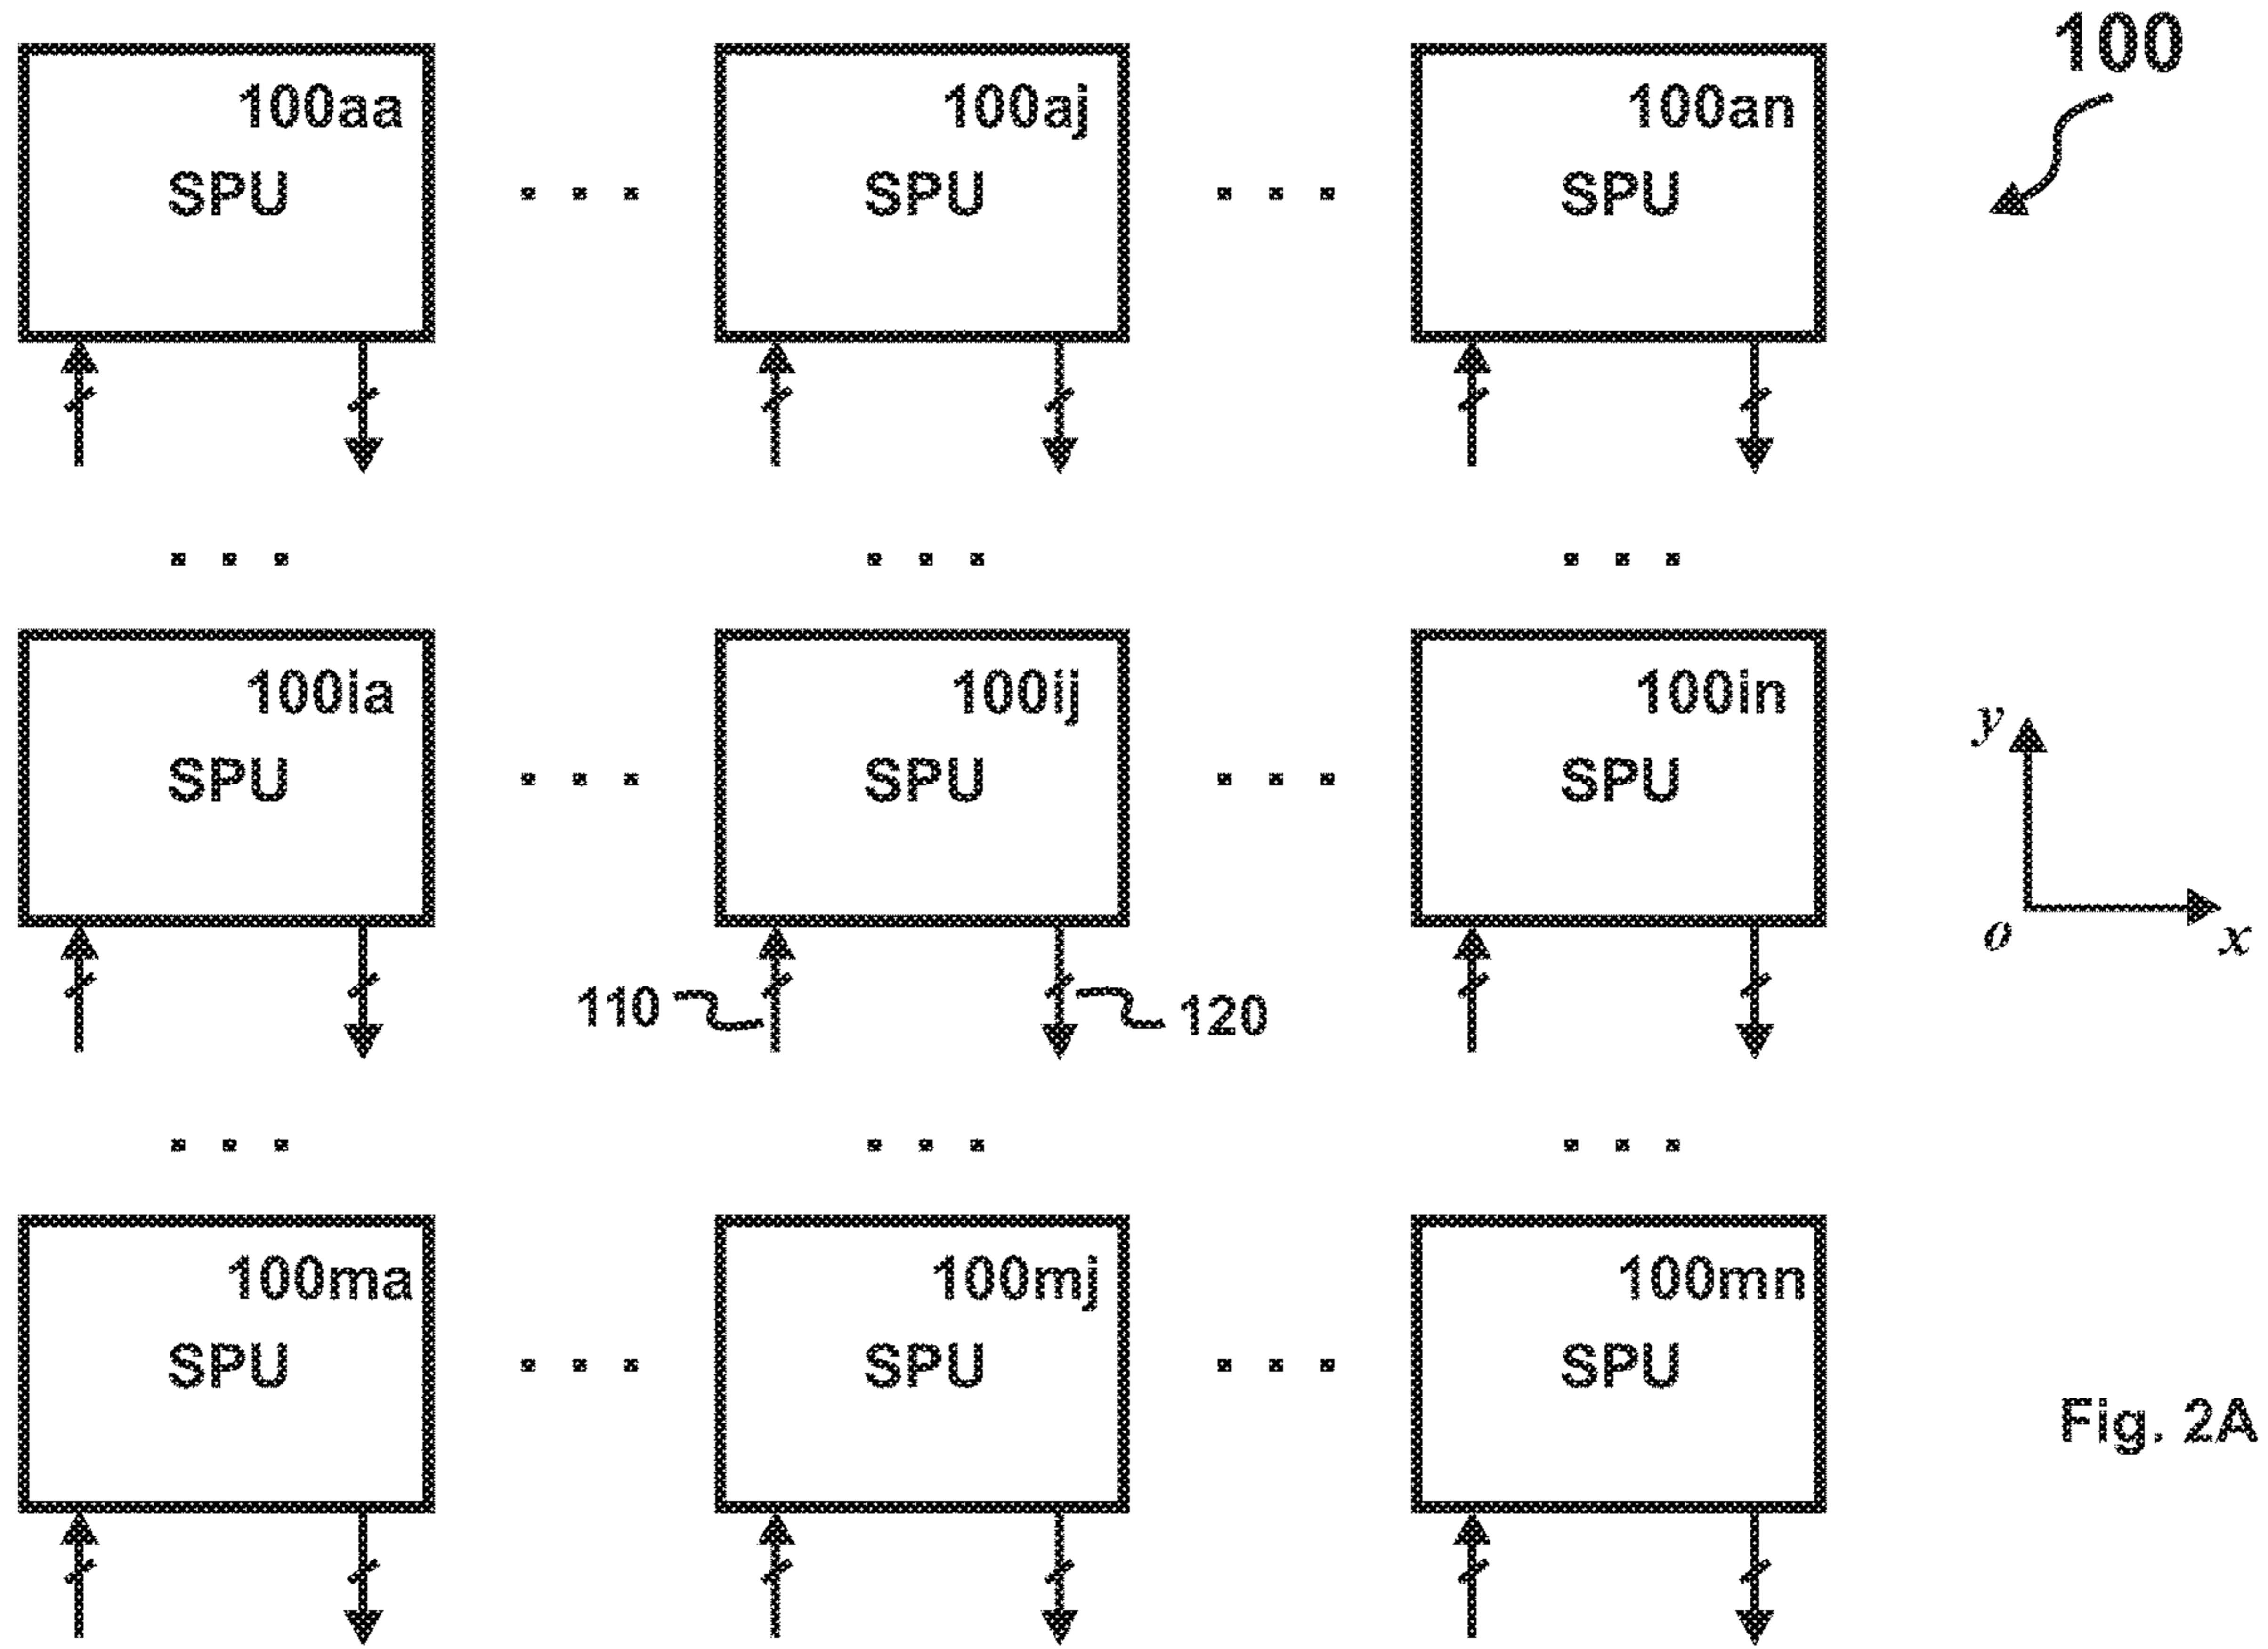 100
100aa 100aj 100an
SPU . . . SPU . . . SPU
. . . . . . . . .
100ia 100ij 100in
SPU . . . SPU . . . SPU
y
o x
110 120
. . . . . . . . .
100ma 100mj 100mn
SPU . . . SPU . . . SPU
Fig. 2A